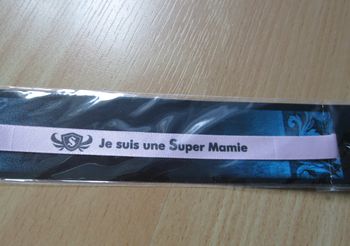 S Je suis une Super Mamie